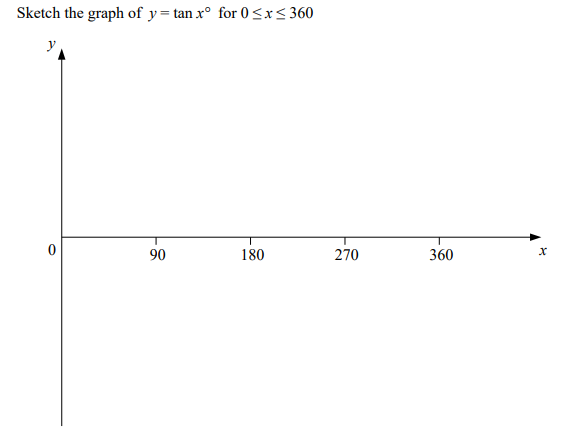 Sketch the graph of y = tan x° for 0 ≤ x ≤ 360
y
0
90 180 270 360 x